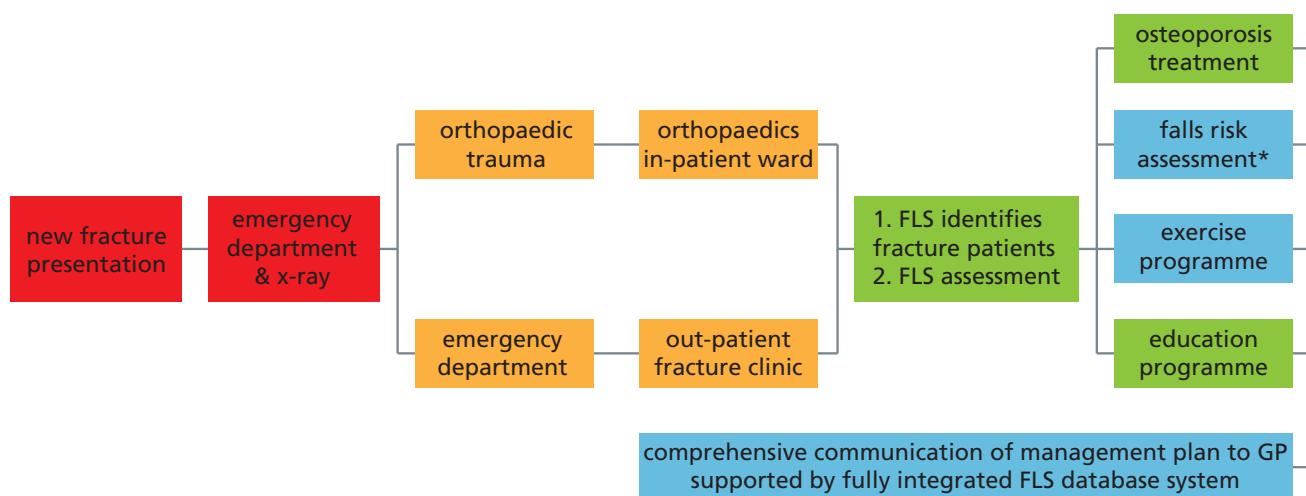 new fracture
presentation
emergency
department
& x-ray
orthopaedic
trauma
orthopaedics
in-patient ward
emergency
department
out-patient
fracture clinic
1. FLS identifies
fracture patients
2. FLS assessment
osteoporosis
treatment
falls risk
assessment*
exercise
programme
education
programme
comprehensive communication of management plan to GP
supported by fully integrated FLS database system